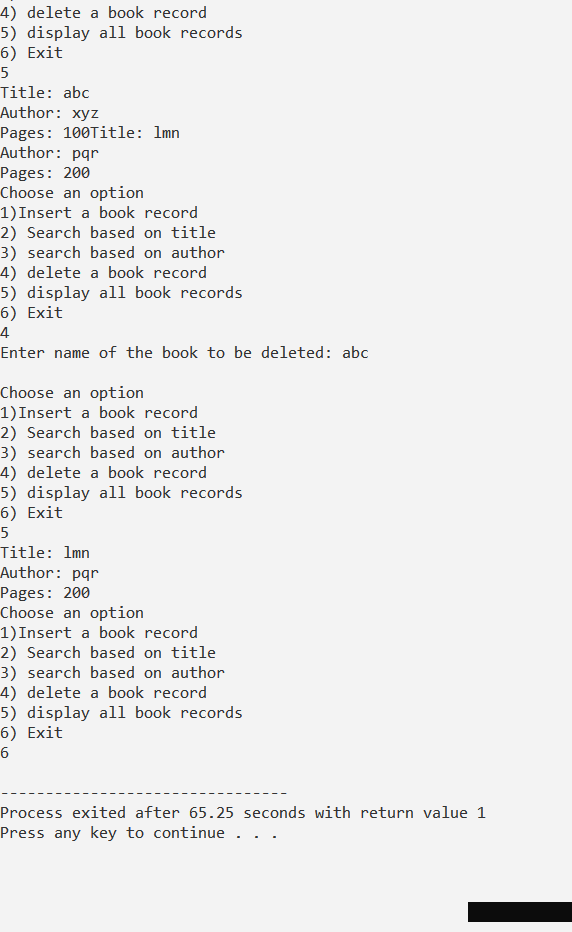 4) delete a book record
5) display all book records
6) Exit
5
Title: abc
Author: xyz
Pages: 100Title: lmn
Author: pqr
Pages: 200
Choose an option
1)Insert a book record
2) Search based on title
3) search based on author
4) delete a book record
5) display all book records
6) Exit
4
Enter name of the book to be deleted: abc

Choose an option
1)Insert a book record
2) Search based on title
3) search based on author
4) delete a book record
5) display all book records
6) Exit
5
Title: lmn
Author: pqr
Pages: 200
Choose an option
1)Insert a book record
2) Search based on title
3) search based on author
4) delete a book record
5) display all book records
6) Exit
6

--------------------------------
Process exited after 65.25 seconds with return value 1
Press any key to continue . . .